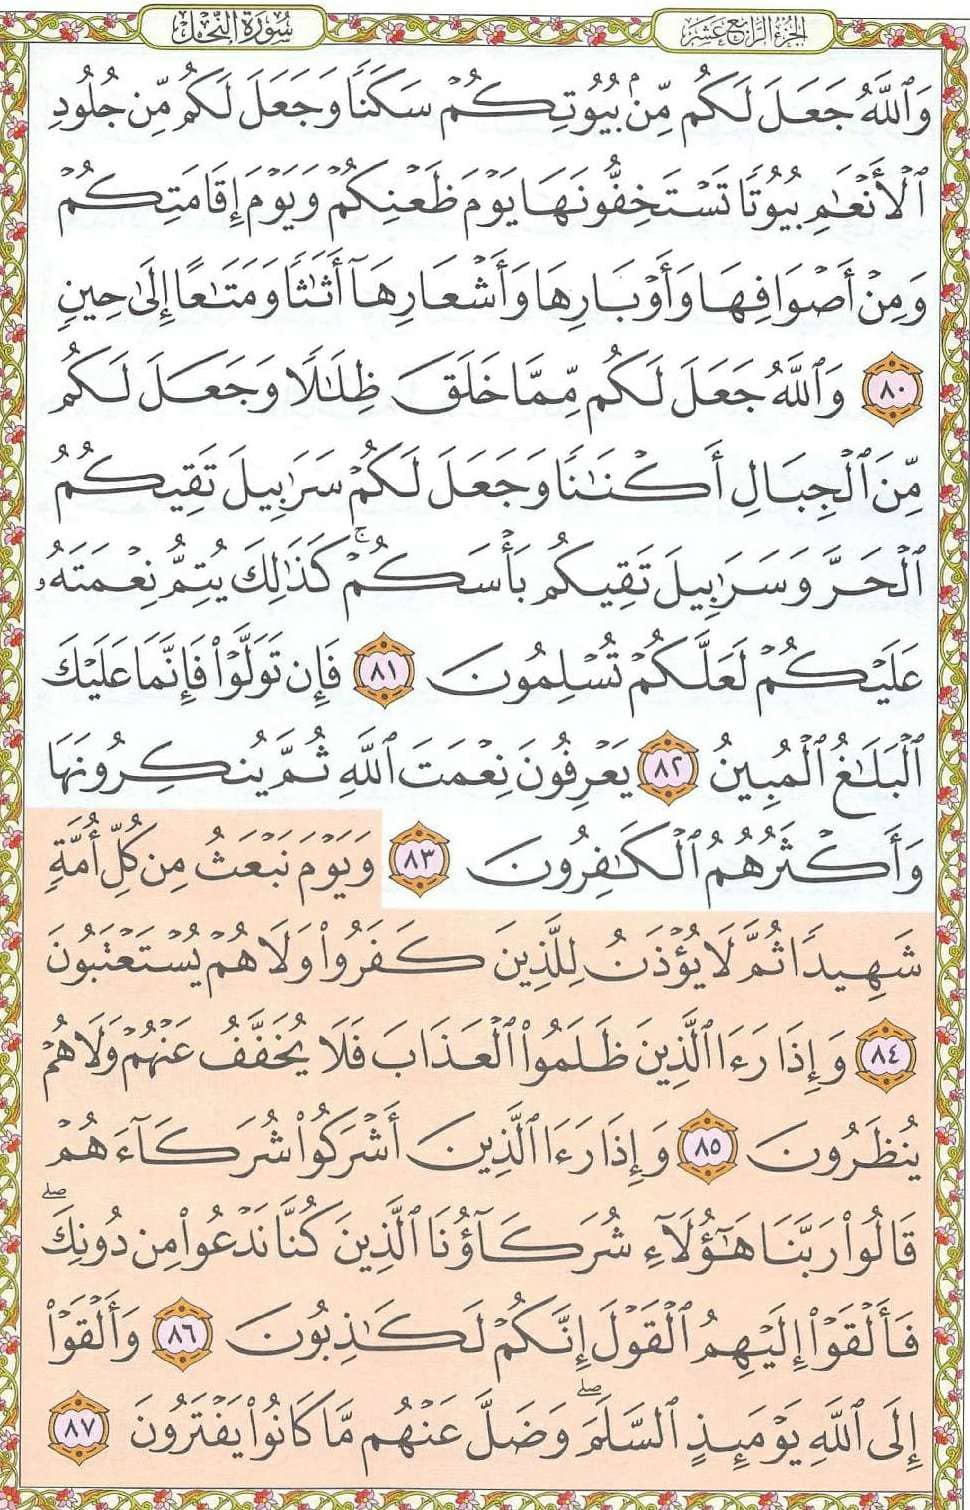 الجزء الرابع عشر
سورة النحل
وَٱللَّهُ جَعَلَ لَكُم مِّنۢ بُيُوتِكُمْ سَكَنًا وَجَعَلَ لَكُم مِّن جُلُودِ
ٱلْأَنْعَٰمِ بُيُوتًا تَسْتَخِفُّونَهَا يَوْمَ ظَعْنِكُمْ وَيَوْمَ إِقَامَتِكُمْ
وَمِنْ أَصْوَافِهَا وَأَوْبَارِهَا وَأَشْعَارِهَآ أَثَٰثًا وَمَتَٰعًا إِلَىٰ حِينٍ
٨٠ وَٱللَّهُ جَعَلَ لَكُم مِّمَّا خَلَقَ ظِلَٰلًا وَجَعَلَ لَكُم
مِّنَ ٱلْجِبَالِ أَكْنَٰنًا وَجَعَلَ لَكُمْ سَرَٰبِيلَ تَقِيكُمُ
ٱلْحَرَّ وَسَرَٰبِيلَ تَقِيكُم بَأْسَكُمْۚ كَذَٰلِكَ يُتِمُّ نِعْمَتَهُۥ
عَلَيْكُمْ لَعَلَّكُمْ تُسْلِمُونَ ٨١ فَإِن تَوَلَّوْا۟ فَإِنَّمَا عَلَيْكَ
ٱلْبَلَٰغُ ٱلْمُبِينُ ٨٢ يَعْرِفُونَ نِعْمَتَ ٱللَّهِ ثُمَّ يُنكِرُونَهَا
وَأَكْثَرُهُمُ ٱلْكَٰفِرُونَ ٨٣ وَيَوْمَ نَبْعَثُ مِن كُلِّ أُمَّةٍ
شَهِيدًا ثُمَّ لَا يُؤْذَنُ لِلَّذِينَ كَفَرُوا۟ وَلَا هُمْ يُسْتَعْتَبُونَ
٨٤ وَإِذَا رَءَا ٱلَّذِينَ ظَلَمُوا۟ ٱلْعَذَابَ فَلَا يُخَفَّفُ عَنْهُمْ وَلَا هُمْ
يُنظَرُونَ ٨٥ وَإِذَا رَءَا ٱلَّذِينَ أَشْرَكُوا۟ شُرَكَآءَهُمْ
قَالُوا۟ رَبَّنَا هَٰٓؤُلَآءِ شُرَكَآؤُنَا ٱلَّذِينَ كُنَّا نَدْعُوا۟ مِن دُونِكَۖ
فَأَلْقَوْا۟ إِلَيْهِمُ ٱلْقَوْلَ إِنَّكُمْ لَكَٰذِبُونَ ٨٦ وَأَلْقَوْا۟
إِلَى ٱللَّهِ يَوْمَئِذٍ ٱلسَّلَمَۖ وَضَلَّ عَنْهُم مَّا كَانُوا۟ يَفْتَرُونَ ٨٧